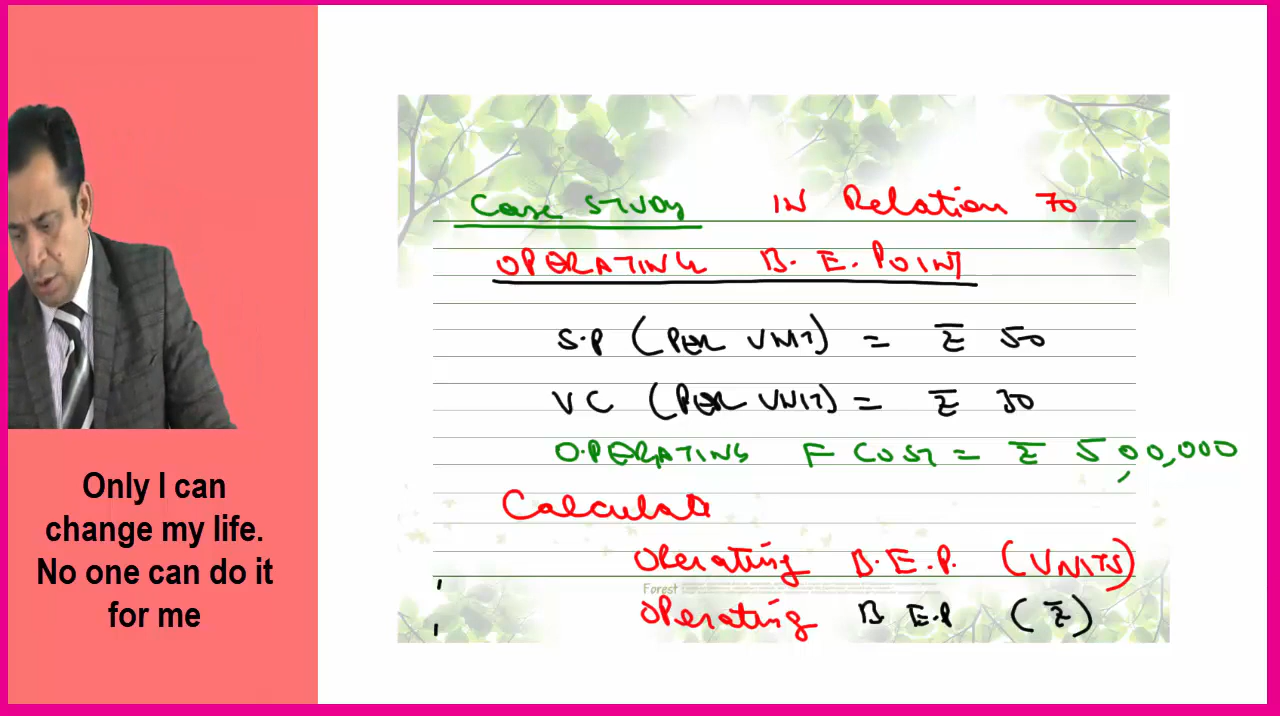 Only I can
change my life.
No one can do it
for me
Case STUDY IN Relation TO
OPERATING B.E. POINT
S.P (PER UNIT) = ₹ 50
VC (PER UNIT) = ₹ 30
OPERATING F COST = ₹ 5,00,000
Calculate
Operating B.E.P. (UNITS)
Forest
Operating B E.P (₹)